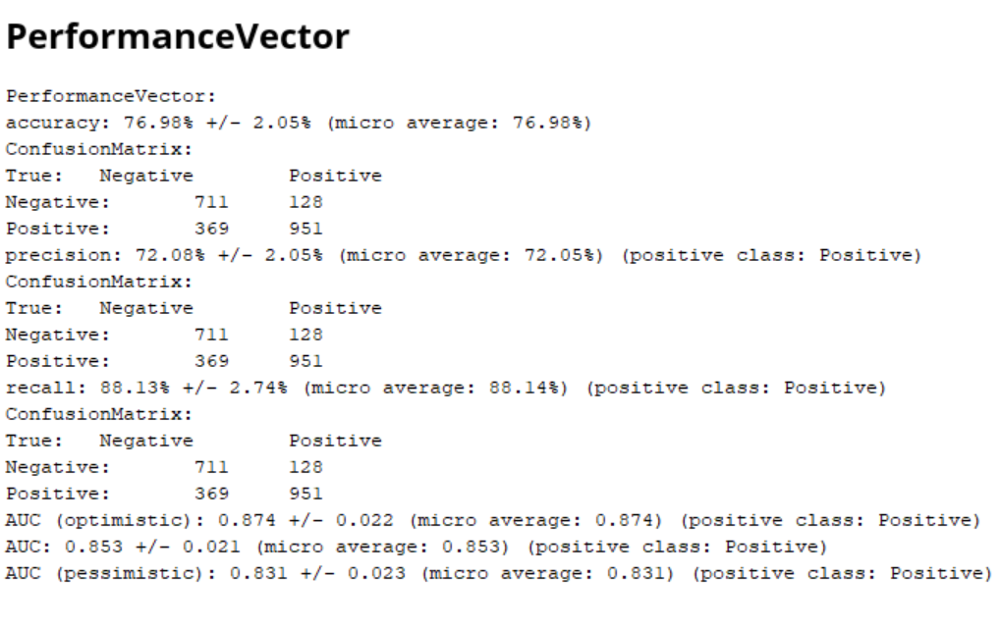 PerformanceVector
PerformanceVector:
accuracy: 76.98% +/- 2.05% (micro average: 76.98%)
ConfusionMatrix:
True: Negative Positive
Negative: 711 128
Positive: 369 951
precision: 72.08% +/- 2.05% (micro average: 72.05%) (positive class: Positive)
ConfusionMatrix:
True: Negative Positive
Negative: 711 128
Positive: 369 951
recall: 88.13% +/- 2.74% (micro average: 88.14%) (positive class: Positive)
ConfusionMatrix:
True: Negative Positive
Negative: 711 128
Positive: 369 951
AUC (optimistic): 0.874 +/- 0.022 (micro average: 0.874) (positive class: Positive)
AUC: 0.853 +/- 0.021 (micro average: 0.853) (positive class: Positive)
AUC (pessimistic): 0.831 +/- 0.023 (micro average: 0.831) (positive class: Positive)